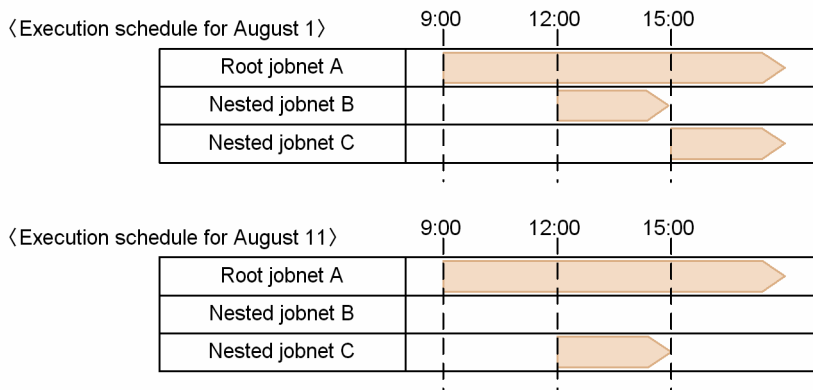 〈Execution schedule for August 1〉
9:00 12:00 15:00
Root jobnet A
Nested jobnet B
Nested jobnet C
〈Execution schedule for August 11〉
9:00 12:00 15:00
Root jobnet A
Nested jobnet B
Nested jobnet C